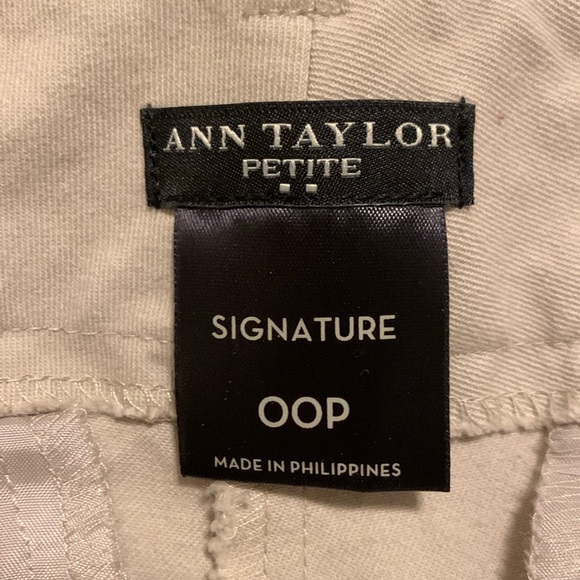 ANN TAYLOR
PETITE
SIGNATURE
OOP
MADE IN PHILIPPINES